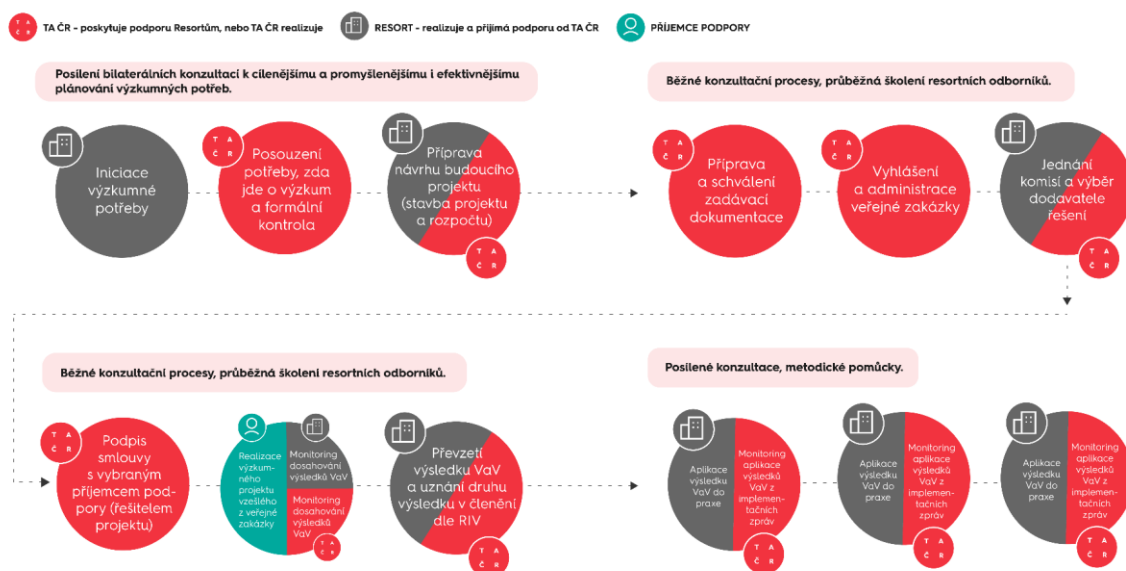 T A
Č R
TA ČR - poskytuje podporu Resortům, nebo TA ČR realizuje
RESORT - realizuje a přijímá podporu od TA ČR
PŘÍJEMCE PODPORY
Posílení bilaterálních konzultací k cílenějšímu a promyšlenějšímu i efektivnějšímu
plánování výzkumných potřeb.
Běžné konzultační procesy, průběžná školení resortních odborníků.
Iniciace
výzkumné
potřeby
T A
Č R
Posouzení
potřeby, zda
jde o výzkum
a formální
kontrola
Příprava
návrhu budoucího
projektu
(stavba projektu
a rozpočtu)
T A
Č R
T A
Č R
Příprava
a schválení
zadávací
dokumentace
T A
Č R
Vyhlášení
a administrace
veřejné zakázky
Jednání
komisí a výběr
dodavatele
řešení
T A
Č R
Běžné konzultační procesy, průběžná školení resortních odborníků.
Posílené konzultace, metodické pomůcky.
T A
Č R
Podpis
smlouvy
s vybraným
příjemcem pod-
pory (řešitelem
projektu)
Realizace
výzkum-
ného
projektu
vzešlého
z veřejné
zakázky
Monitoring
dosahování
výsledků VaV
Monitoring
dosahování
výsledků
VaV
T A
Č R
Převzetí
výsledku VaV
a uznání druhu
výsledku v členění
dle RIV
T A
Č R
Aplikace výsledku
VaV do praxe
Monitoring
aplikace
výsledků
VaV z
implemen-
tačních
zpráv
T A
Č R
Aplikace
výsledku
VaV do
praxe
Monitoring
aplikace
výsledků
VaV z
implemen-
tačních
zpráv
T A
Č R
Aplikace
výsledku
VaV do
praxe
Monitoring
aplikace
výsledků
VaV z
implemen-
tačních
zpráv
T A
Č R